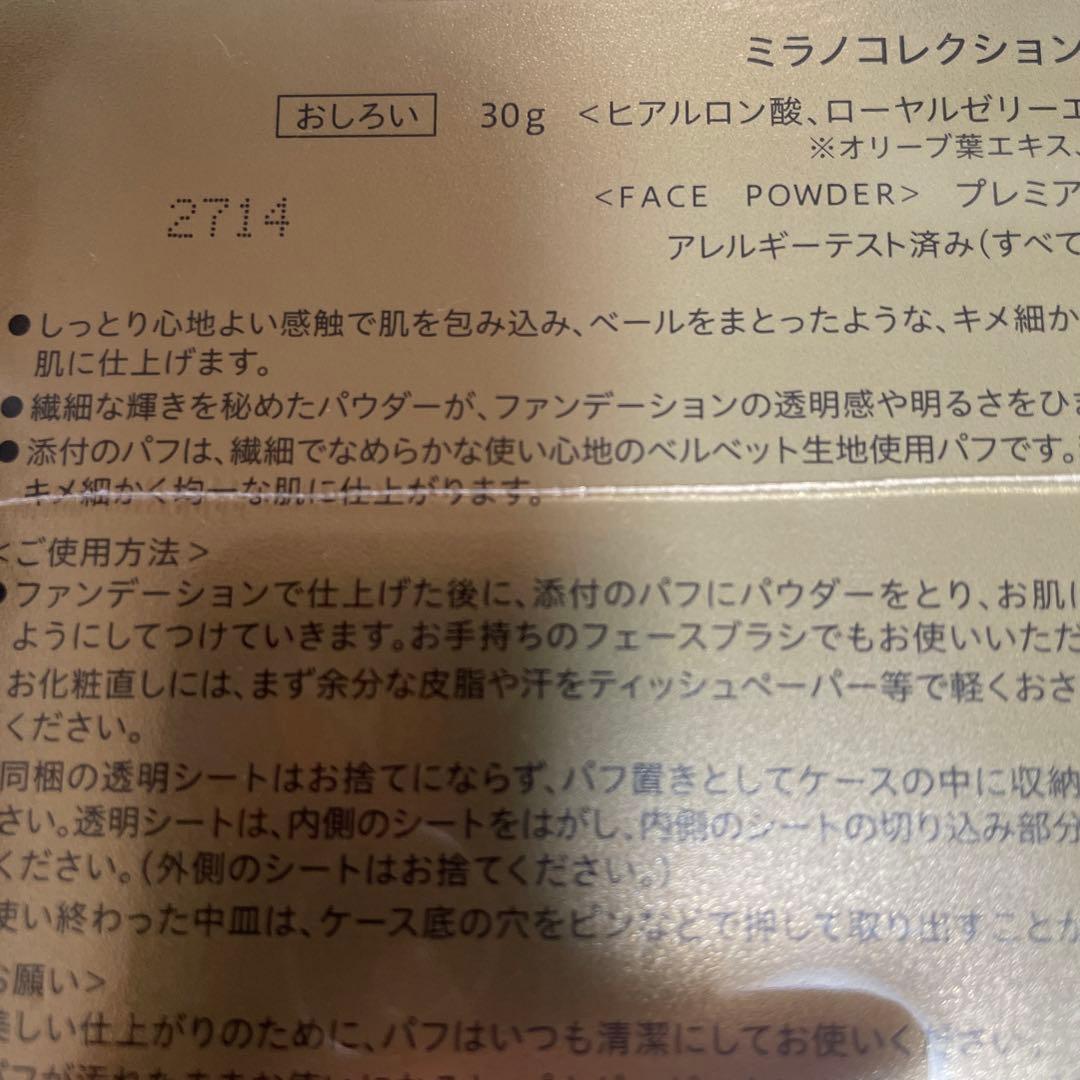 ミラノコレクション
おしろい 30g <ヒアルロン酸、ローヤルゼリーエ
※オリーブ葉エキス、
2714
<FACE POWDER> プレミア
アレルギーテスト済み(すべて
●しっとり心地よい感触で肌を包み込み、ベールをまとったような、キメ細か
肌に仕上げます。
●繊細な輝きを秘めたパウダーが、ファンデーションの透明感や明るさをひ
●添付のパフは、繊細でなめらかな使い心地のベルベット生地使用パフです。
キメ細かく均一な肌に仕上がります。
<ご使用方法>
●ファンデーションで仕上げた後に、添付のパフにパウダーをとり、お肌に
ようにしてつけていきます。お手持ちのフェースブラシでもお使いいただ
お化粧直しには、まず余分な皮脂や汗をティッシュペーパー等で軽くおさ
ください。
同梱の透明シートはお捨てにならず、パフ置きとしてケースの中に収納
さい。透明シートは、内側のシートをはがし、内側のシートの切り込み部分
ください。(外側のシートはお捨てください。)
使い終わった中皿は、ケース底の穴をピンなどで押して取り出すことが
お願い>
美しい仕上がりのために、パフはいつも清潔にしてお使いください。